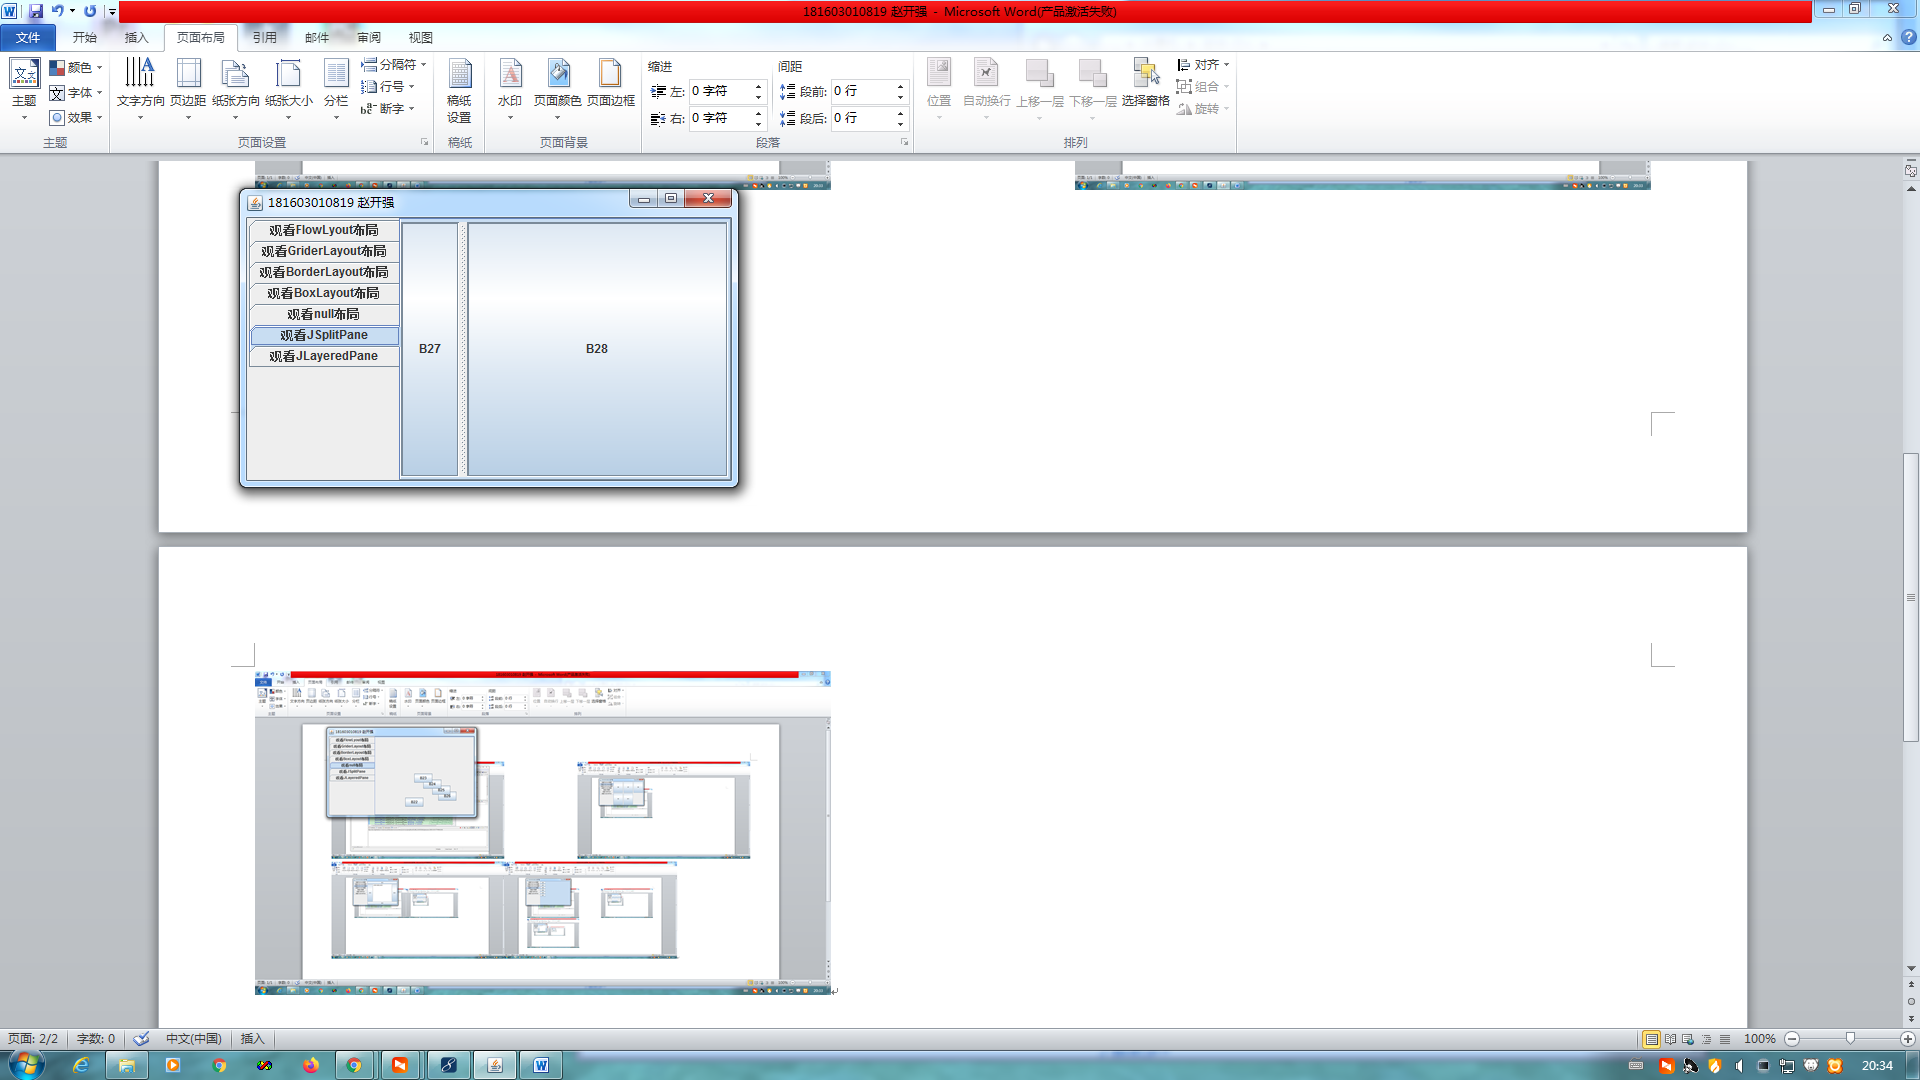 181603010819 赵开强 - Microsoft Word(产品激活失败)
文件 开始 插入 页面布局 引用 邮件 审阅 视图
主题 颜色 字体 效果
文字方向 页边距 纸张方向 纸张大小 分栏 分隔符 行号 断字
稿纸
设置
水印 页面颜色 页面边框
缩进 间距
左: 0 字符 段前: 0 行
右: 0 字符 段后: 0 行
位置 自动换行 上移一层 下移一层 选择窗格 对齐 组合 旋转
主题 页面设置 稿纸 页面背景 段落 排列
181603010819 赵开强
观看FlowLyout布局
观看GriderLayout布局
观看BorderLayout布局
观看BoxLayout布局
观看null布局
观看JSplitPane
观看JLayeredPane
B27 B28
页面: 2/2 字数: 0 中文(中国) 插入 100%
20:34